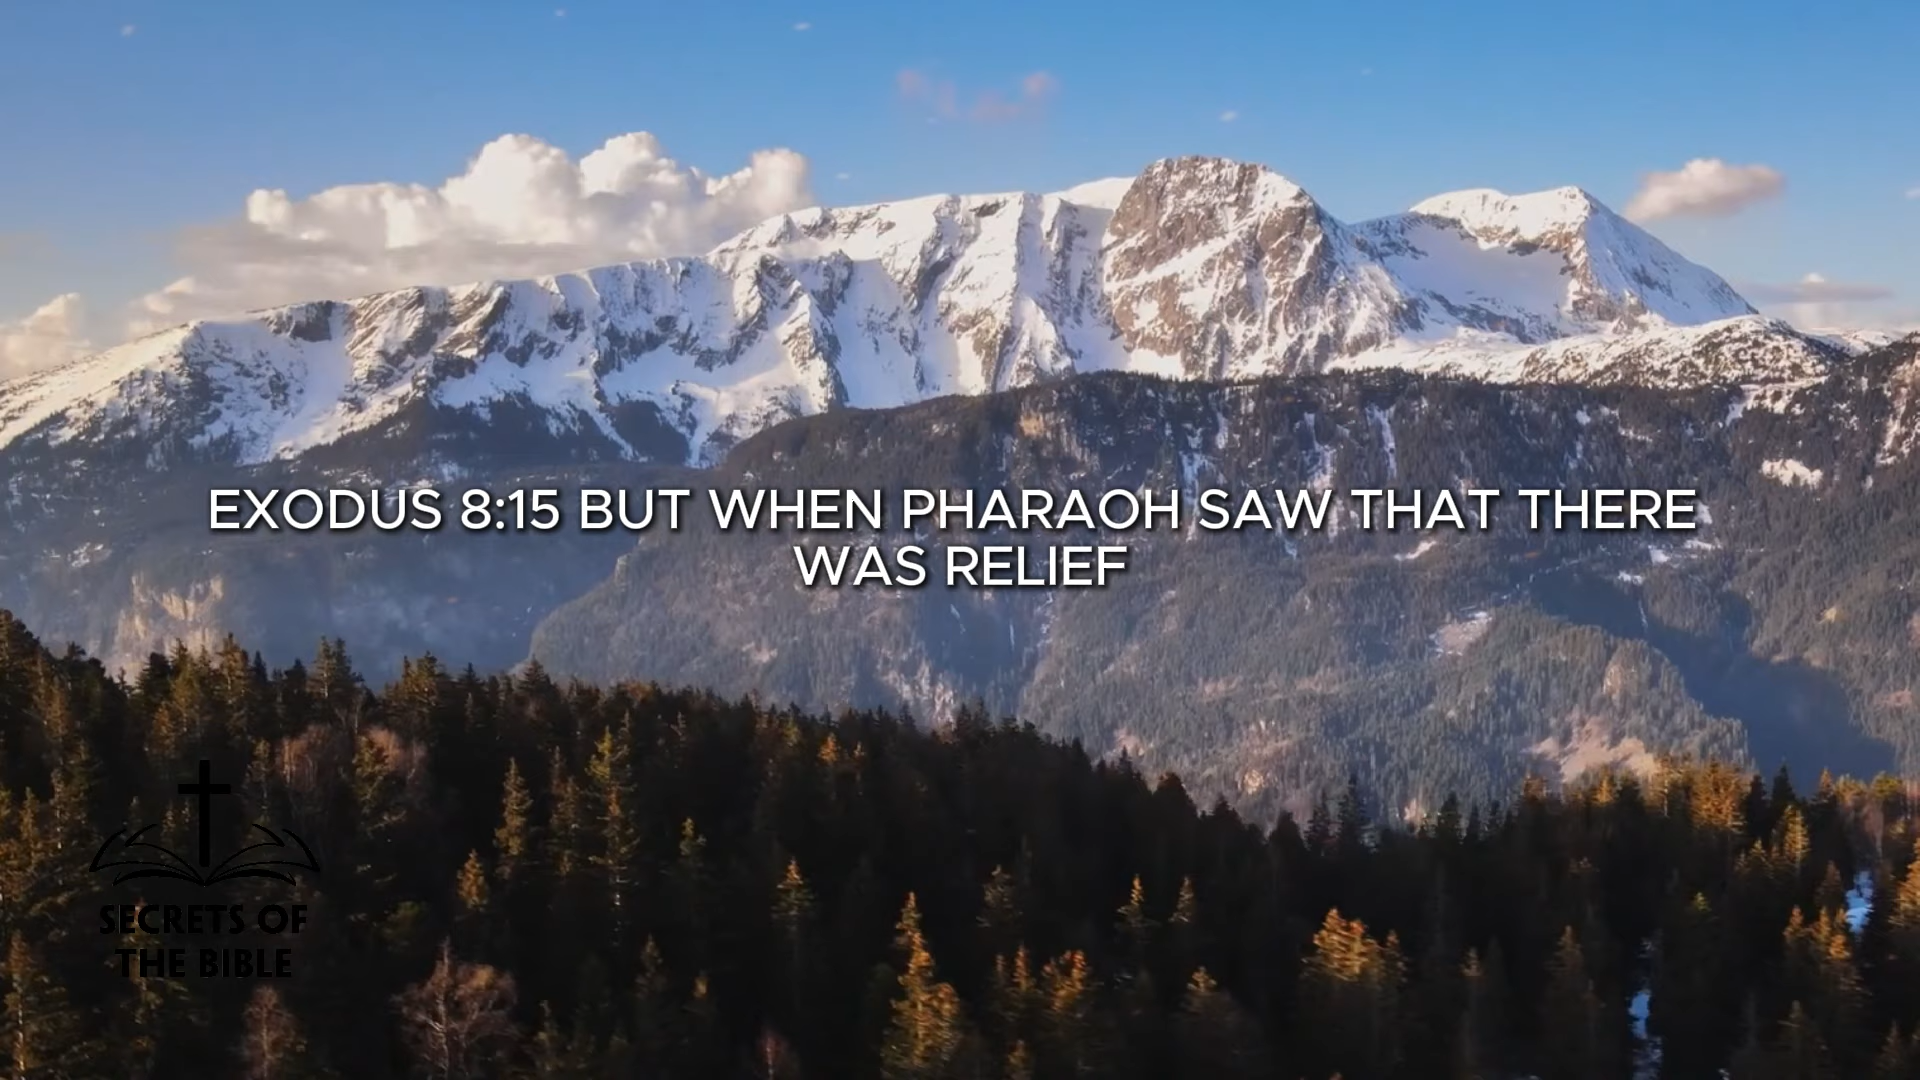 EXODUS 8:15 BUT WHEN PHARAOH SAW THAT THERE
WAS RELIEF
SECRETS OF
THE BIBLE